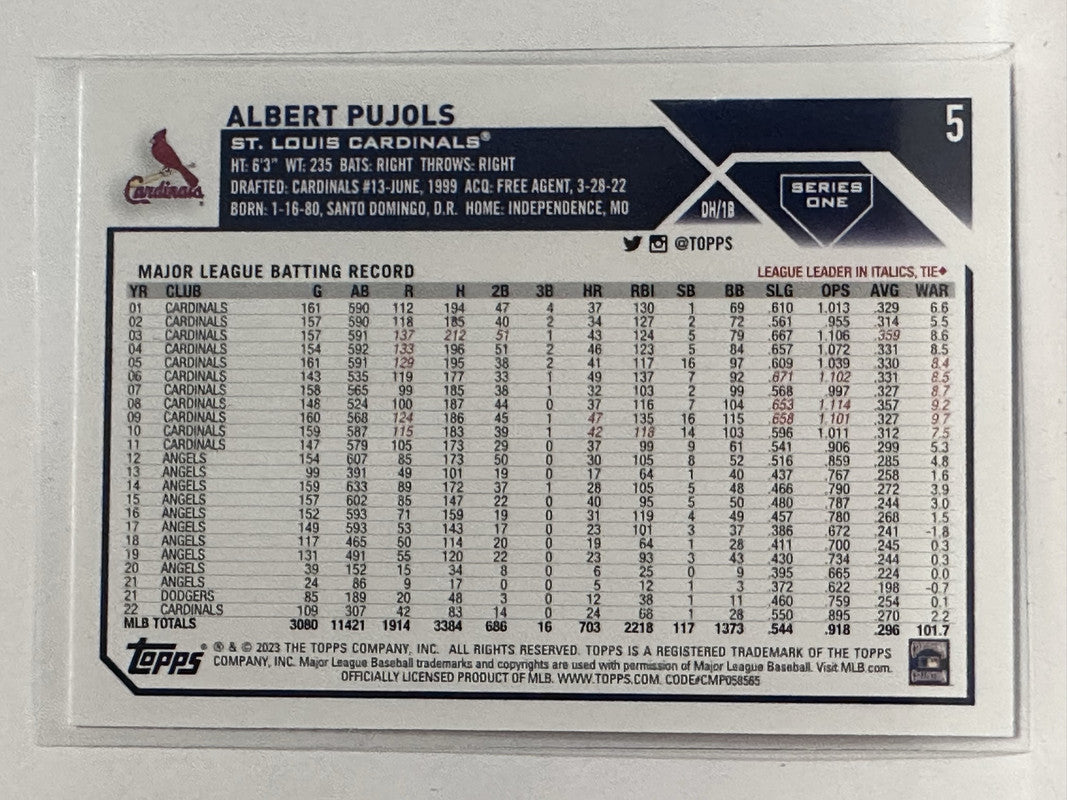 5
ALBERT PUJOLS
ST. LOUIS CARDINALS®
HT: 6'3" WT: 235 BATS: RIGHT THROWS: RIGHT
DRAFTED: CARDINALS #13-JUNE, 1999 ACQ: FREE AGENT, 3-28-22
BORN: 1-16-80, SANTO DOMINGO, D.R. HOME: INDEPENDENCE, MO
Cardinals
DH/1B
SERIES
ONE
@TOPPS
MAJOR LEAGUE BATTING RECORD LEAGUE LEADER IN ITALICS, TIE◆
YR CLUB G AB R H 2B 3B HR RBI SB BB SLG OPS AVG WAR
01 CARDINALS 161 590 112 194 47 4 37 130 1 69 .610 1.013 .329 6.6
02 CARDINALS 157 590 118 185 40 2 34 127 2 72 .561 .955 .314 5.5
03 CARDINALS 157 591 137 212 51 1 43 124 5 79 .667 1.106 .359 8.6
04 CARDINALS 154 592 133 196 51 2 46 123 5 84 .657 1.072 .331 8.5
05 CARDINALS 161 591 129 195 38 2 41 117 16 97 .609 1.039 .330 8.4
06 CARDINALS 143 535 119 177 33 1 49 137 7 92 .671 1.102 .331 8.5
07 CARDINALS 158 565 99 185 38 1 32 103 2 99 .568 .997 .327 8.7
08 CARDINALS 148 524 100 187 44 0 37 116 7 104 .653 1.114 .357 9.2
09 CARDINALS 160 568 124 186 45 1 47 135 16 115 .658 1.101 .327 9.7
10 CARDINALS 159 587 115 183 39 1 42 118 14 103 .596 1.011 .312 7.5
11 CARDINALS 147 579 105 173 29 0 37 99 9 61 .541 .906 .299 5.3
12 ANGELS 154 607 85 173 50 0 30 105 8 52 .516 .859 .285 4.8
13 ANGELS 99 391 49 101 19 0 17 64 1 40 .437 .767 .258 1.6
14 ANGELS 159 633 89 172 37 1 28 105 5 48 .466 .790 .272 3.9
15 ANGELS 157 602 85 147 22 0 40 95 5 50 .480 .787 .244 3.0
16 ANGELS 152 593 71 159 19 0 31 119 4 49 .457 .780 .268 1.5
17 ANGELS 149 593 53 143 17 0 23 101 3 37 .386 .672 .241 -1.8
18 ANGELS 117 465 50 114 20 0 19 64 1 28 .411 .700 .245 0.3
19 ANGELS 131 491 55 120 22 0 23 93 3 43 .430 .734 .244 0.3
20 ANGELS 39 152 15 34 8 0 6 25 0 9 .395 .665 .224 0.0
21 ANGELS 24 86 9 17 0 0 5 12 1 3 .372 .622 .198 -0.7
21 DODGERS 85 189 20 48 3 0 12 38 1 11 .460 .759 .254 0.1
22 CARDINALS 109 307 42 83 14 0 24 68 1 28 .550 .895 .270 2.2
MLB TOTALS 3080 11421 1914 3384 686 16 703 2218 117 1373 .544 .918 .296 101.7
Topps
® & © 2023 THE TOPPS COMPANY, INC. ALL RIGHTS RESERVED. TOPPS IS A REGISTERED TRADEMARK OF THE TOPPS
COMPANY, INC. Major League Baseball trademarks and copyrights are used with permission of Major League Baseball. Visit MLB.com.
OFFICIALLY LICENSED PRODUCT OF MLB. WWW.TOPPS.COM. CODE#CMP058565